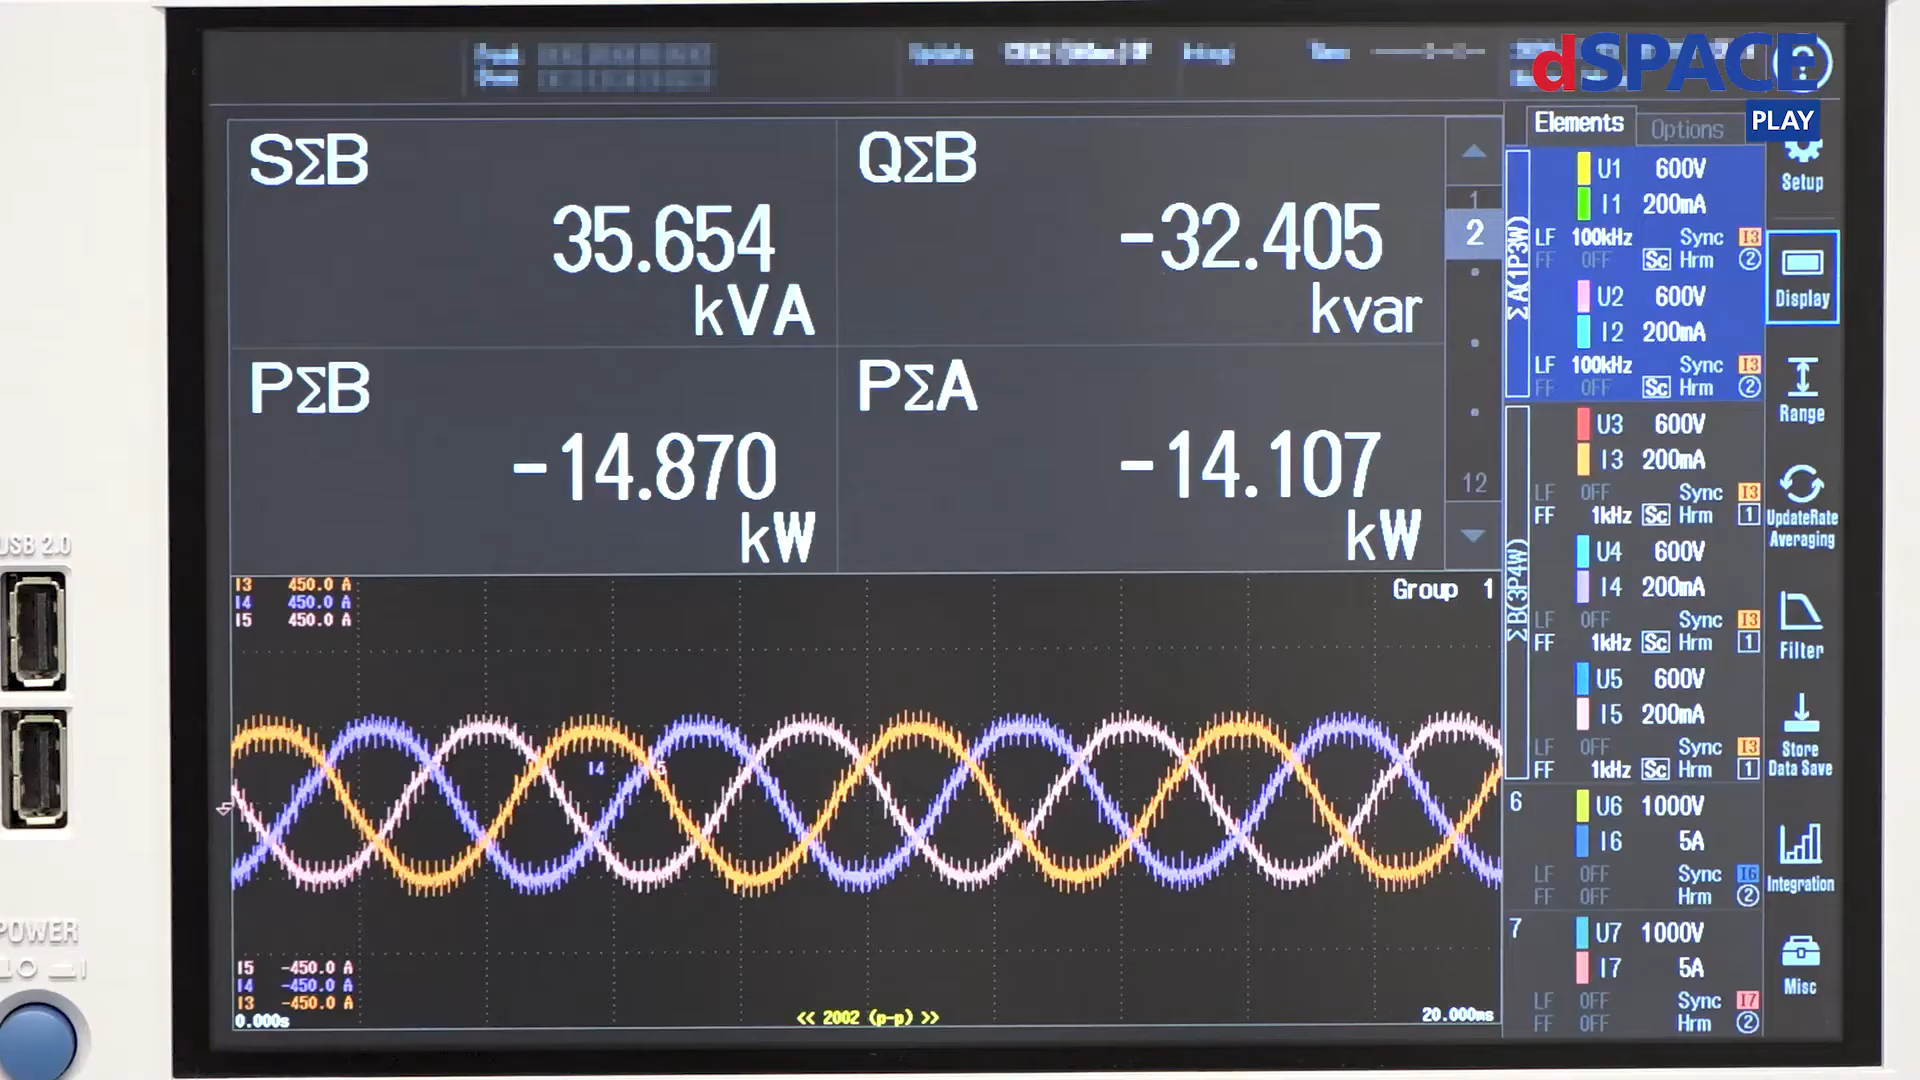 dSPACE
PLAY
SΣB
35.654
kVA
QΣB
-32.405
kvar
PΣB
-14.870
kW
PΣA
-14.107
kW
1
2
12
I3 450.0 A
I4 450.0 A
I5 450.0 A
Group 1
I4
I5 -450.0 A
I4 -450.0 A
I3 -450.0 A
0.000s
<< 2002 (p-p) >>
20.000ms
Elements
Options
ΣA(1P3W)
U1 600V
I1 200mA
LF 100kHz Sync I3
FF OFF Sc Hrm 2
U2 600V
I2 200mA
LF 100kHz Sync I3
FF OFF Sc Hrm 2
ΣB(3P4W)
U3 600V
I3 200mA
LF OFF Sync I3
FF 1kHz Sc Hrm 1
U4 600V
I4 200mA
LF OFF Sync I3
FF 1kHz Sc Hrm 1
U5 600V
I5 200mA
LF OFF Sync I3
FF 1kHz Sc Hrm 1
6
U6 1000V
I6 5A
LF OFF Sync I6
FF OFF Hrm 2
7
U7 1000V
I7 5A
LF OFF Sync I7
FF OFF Hrm 2
Setup
Display
Range
UpdateRate
Averaging
Filter
Store
Data Save
Integration
Misc
USB 2.0
POWER